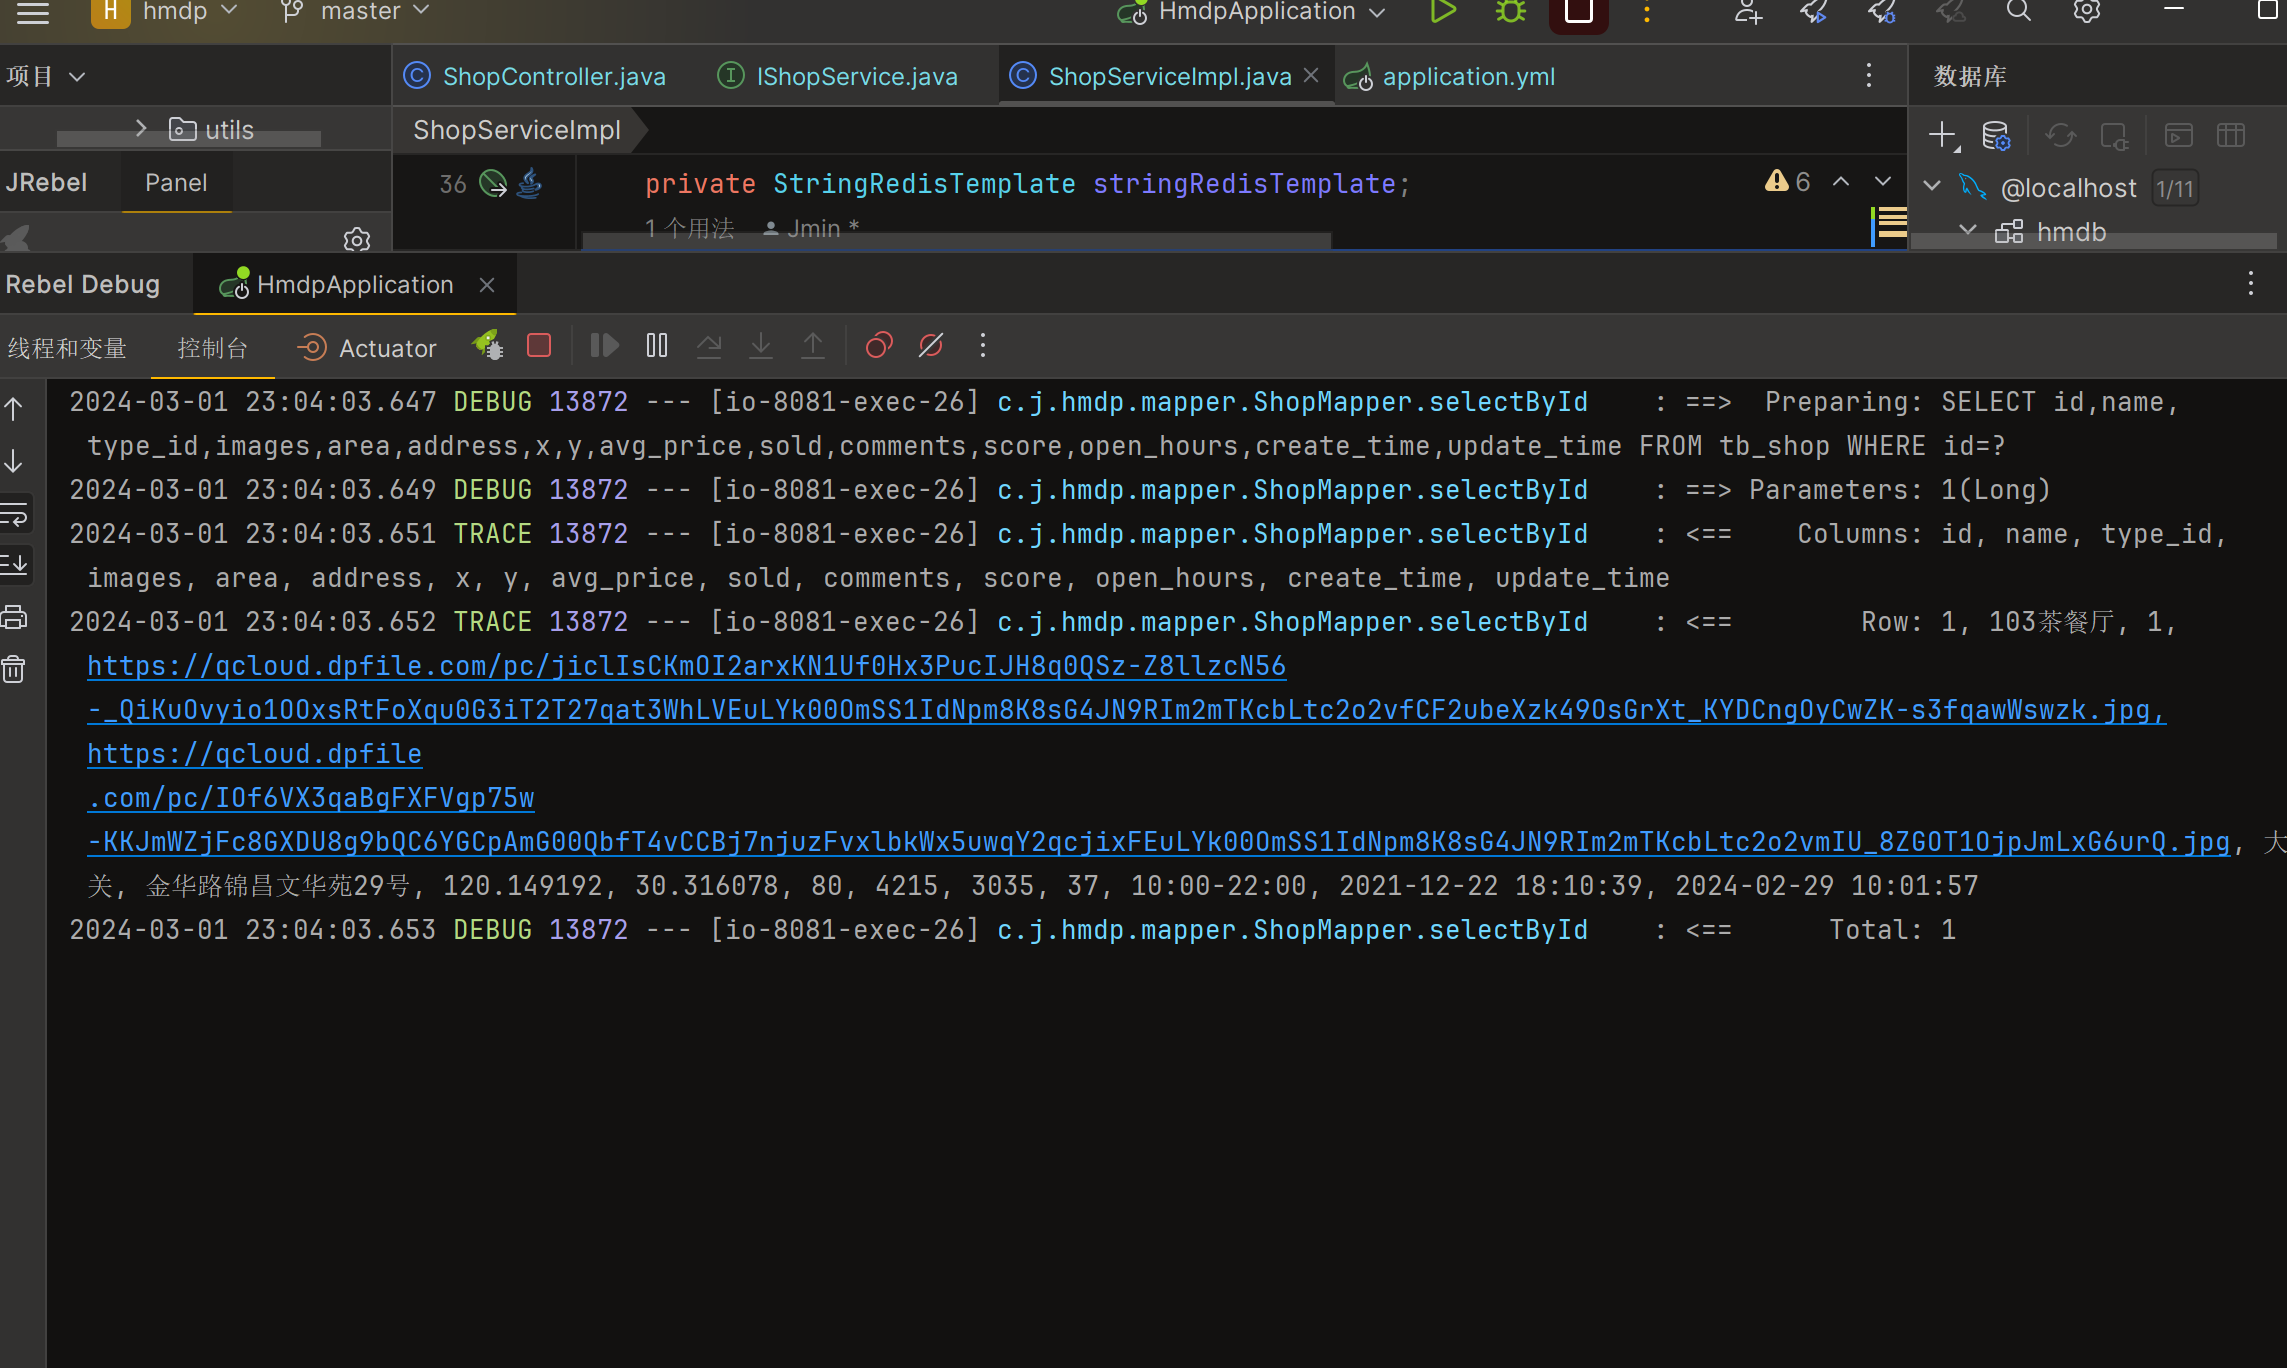 H hmdp master HmdpApplication
项目 ShopController.java IShopService.java ShopServiceImpl.java application.yml 数据库
utils ShopServiceImpl
JRebel Panel 36 private StringRedisTemplate stringRedisTemplate; 6 @localhost 1/11
1 个用法 Jmin * hmdb
Rebel Debug HmdpApplication
线程和变量 控制台 Actuator
2024-03-01 23:04:03.647 DEBUG 13872 --- [io-8081-exec-26] c.j.hmdp.mapper.ShopMapper.selectById : ==> Preparing: SELECT id,name,
type_id,images,area,address,x,y,avg_price,sold,comments,score,open_hours,create_time,update_time FROM tb_shop WHERE id=?
2024-03-01 23:04:03.649 DEBUG 13872 --- [io-8081-exec-26] c.j.hmdp.mapper.ShopMapper.selectById : ==> Parameters: 1(Long)
2024-03-01 23:04:03.651 TRACE 13872 --- [io-8081-exec-26] c.j.hmdp.mapper.ShopMapper.selectById : <== Columns: id, name, type_id,
images, area, address, x, y, avg_price, sold, comments, score, open_hours, create_time, update_time
2024-03-01 23:04:03.652 TRACE 13872 --- [io-8081-exec-26] c.j.hmdp.mapper.ShopMapper.selectById : <== Row: 1, 103茶餐厅, 1,
https://qcloud.dpfile.com/pc/jiclIsCKmOI2arxKN1Uf0Hx3PucIJH8q0QSz-Z8llzcN56
-_QiKuOvyio1OOxsRtFoXqu0G3iT2T27qat3WhLVEuLYk00OmSS1IdNpm8K8sG4JN9RIm2mTKcbLtc2o2vfCF2ubeXzk49OsGrXt_KYDCngOyCwZK-s3fqawWswzk.jpg,
https://qcloud.dpfile
.com/pc/IOf6VX3qaBgFXFVgp75w
-KKJmWZjFc8GXDU8g9bQC6YGCpAmG00QbfT4vCCBj7njuzFvxlbkWx5uwqY2qcjixFEuLYk00OmSS1IdNpm8K8sG4JN9RIm2mTKcbLtc2o2vmIU_8ZGOT1OjpJmLxG6urQ.jpg, 大
关, 金华路锦昌文华苑29号, 120.149192, 30.316078, 80, 4215, 3035, 37, 10:00-22:00, 2021-12-22 18:10:39, 2024-02-29 10:01:57
2024-03-01 23:04:03.653 DEBUG 13872 --- [io-8081-exec-26] c.j.hmdp.mapper.ShopMapper.selectById : <== Total: 1